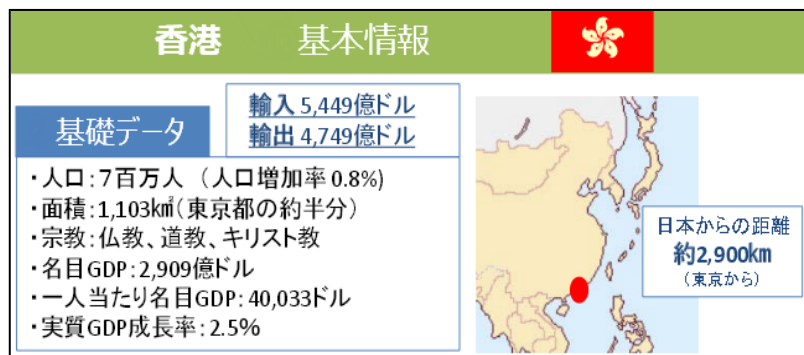 香港 基本情報
輸入 5,449億ドル
輸出 4,749億ドル
基礎データ
・人口：7百万人 （人口増加率 0.8%）
・面積：1,103㎢（東京都の約半分）
・宗教：仏教、道教、キリスト教
・名目GDP：2,909億ドル
・一人当たり名目GDP：40,033ドル
・実質GDP成長率：2.5%
日本からの距離
約2,900km
（東京から）